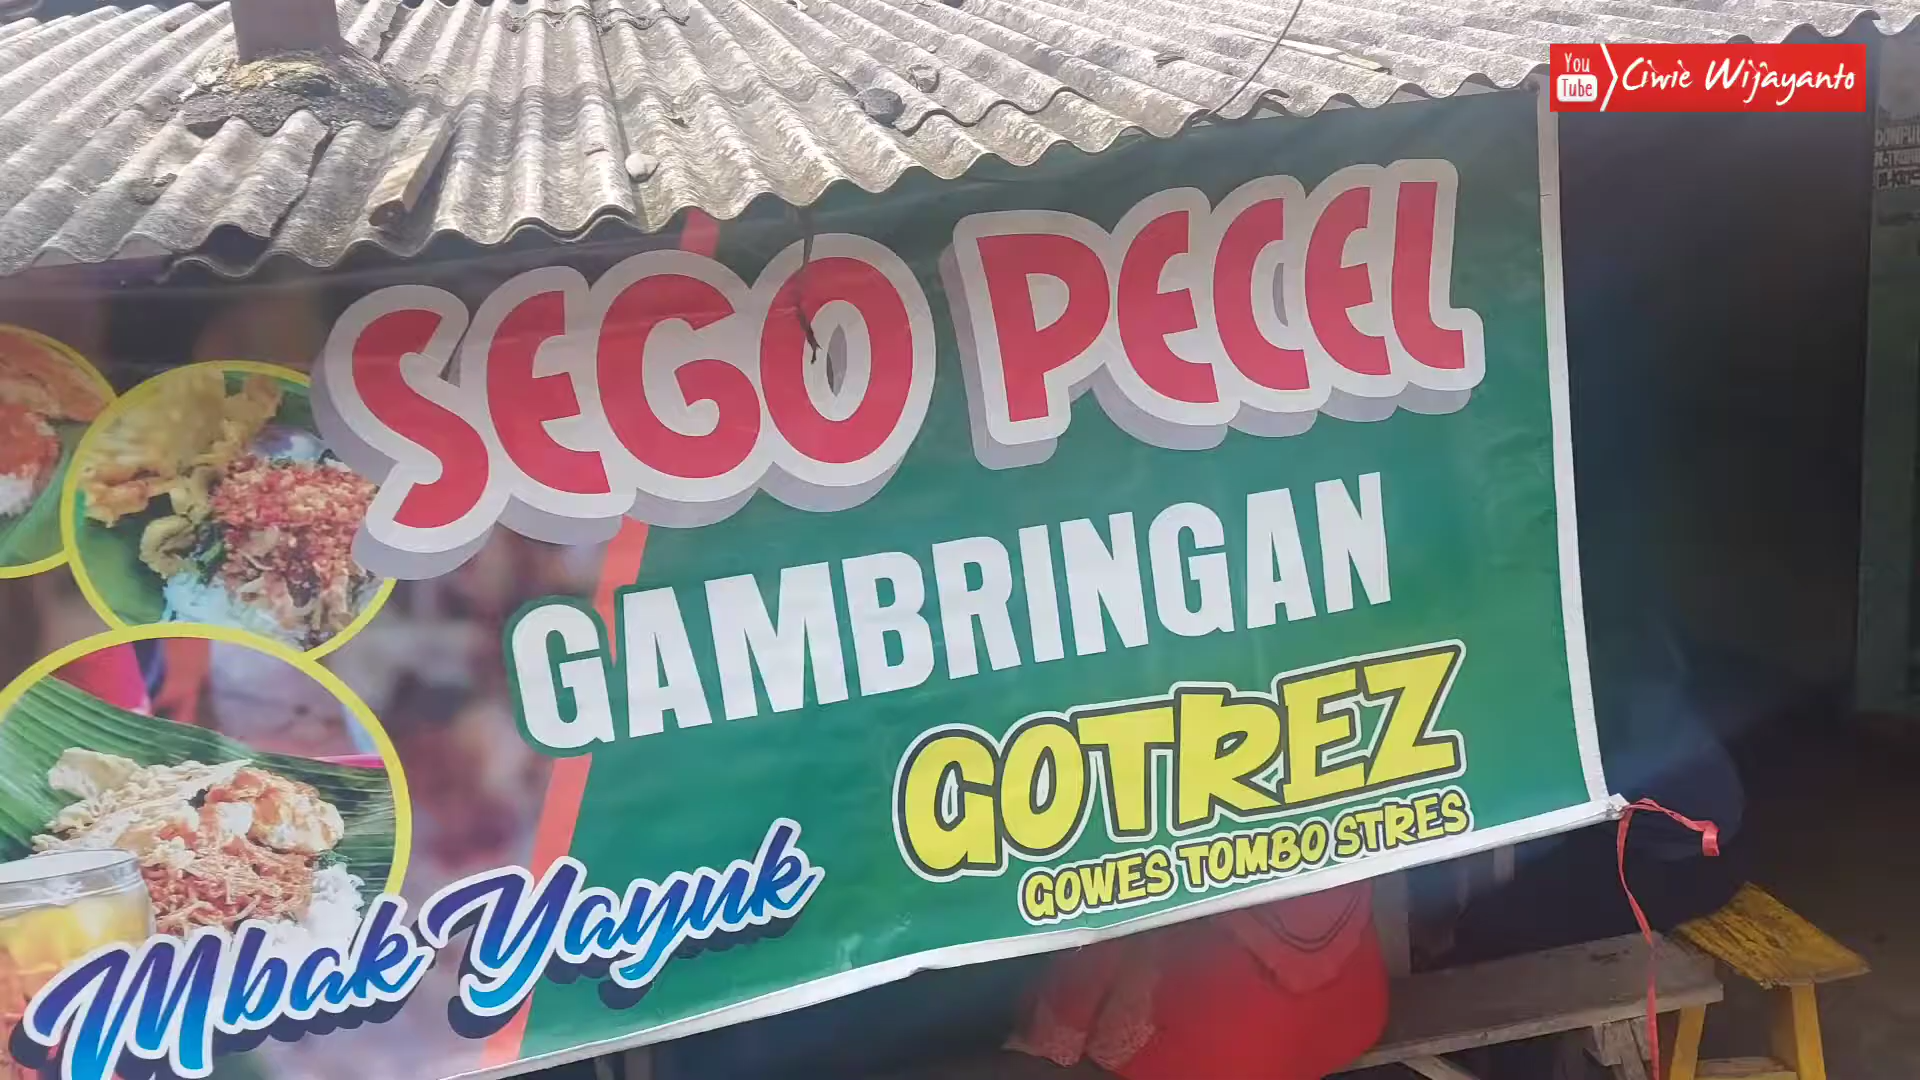 You
Tube
Ciwie Wijayanto
SEGO PECEL
GAMBRINGAN
GOTREZ
GOWES TOMBO STRES
Mbak Yayuk